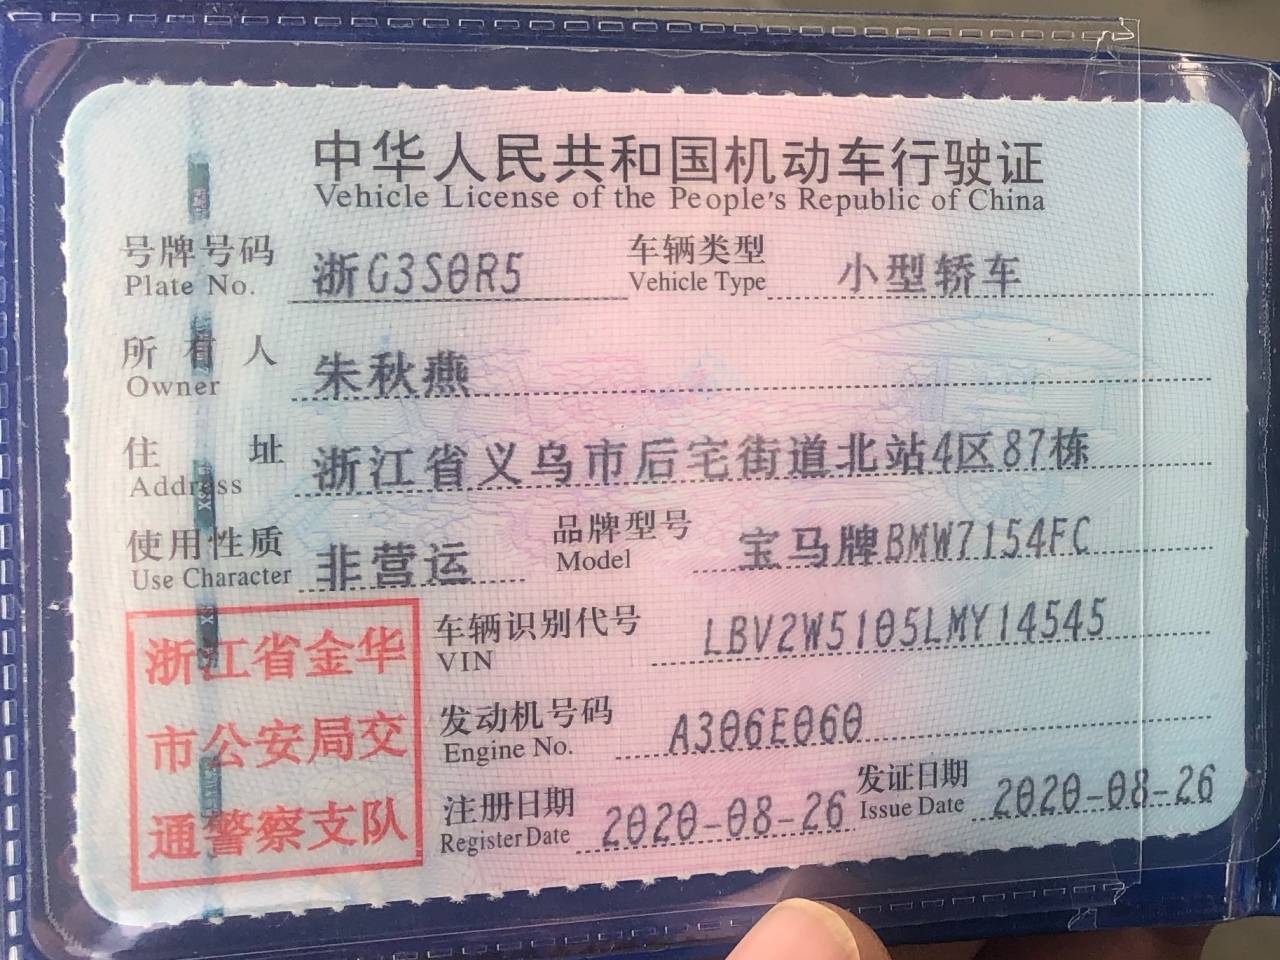 中华人民共和国机动车行驶证
Vehicle License of the People's Republic of China
号牌号码 浙G3S0R5 车辆类型 小型轿车
Plate No. Vehicle Type
所有人 朱秋燕
Owner
住址 浙江省义乌市后宅街道北站4区87栋
Address
使用性质 非营运 品牌型号 宝马牌BMW7154FC
Use Character Model
浙江省金华
市公安局交
通警察支队
车辆识别代号 LBV2W5105LMY14545
VIN
发动机号码 A306E060
Engine No.
注册日期 2020-08-26 发证日期 2020-08-26
Register Date Issue Date